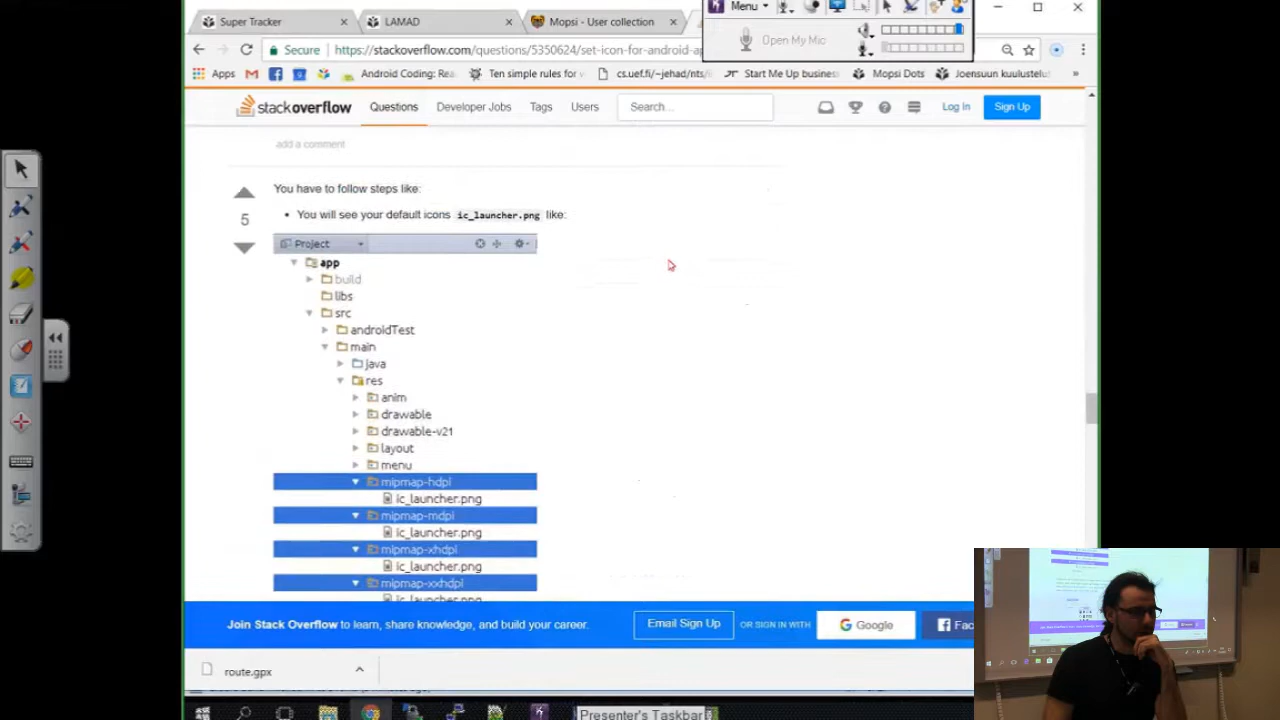 Super Tracker
LAMAD
Mopsi - User collection
Menu
Open My Mic
Secure
https://stackoverflow.com/questions/5350624/set-icon-for-android-ap
Apps
Android Coding: Rea
Ten simple rules for v
cs.uef.fi/~jehad/nts/i
Start Me Up busines
Mopsi Dots
Joensuun kuulustelut
»
stackoverflow
Questions
Developer Jobs
Tags
Users
Search...
Log In
Sign Up
add a comment
You have to follow steps like:
5
• You will see your default icons ic_launcher.png like:
Project
app
build
libs
src
androidTest
main
java
res
anim
drawable
drawable-v21
layout
menu
mipmap-hdpi
ic_launcher.png
mipmap-mdpi
ic_launcher.png
mipmap-xhdpi
ic_launcher.png
mipmap-xxhdpi
ic_launcher.png
Join Stack Overflow to learn, share knowledge, and build your career.
Email Sign Up
OR SIGN IN WITH
Google
Fac
route.gpx
Presenter's Taskbar